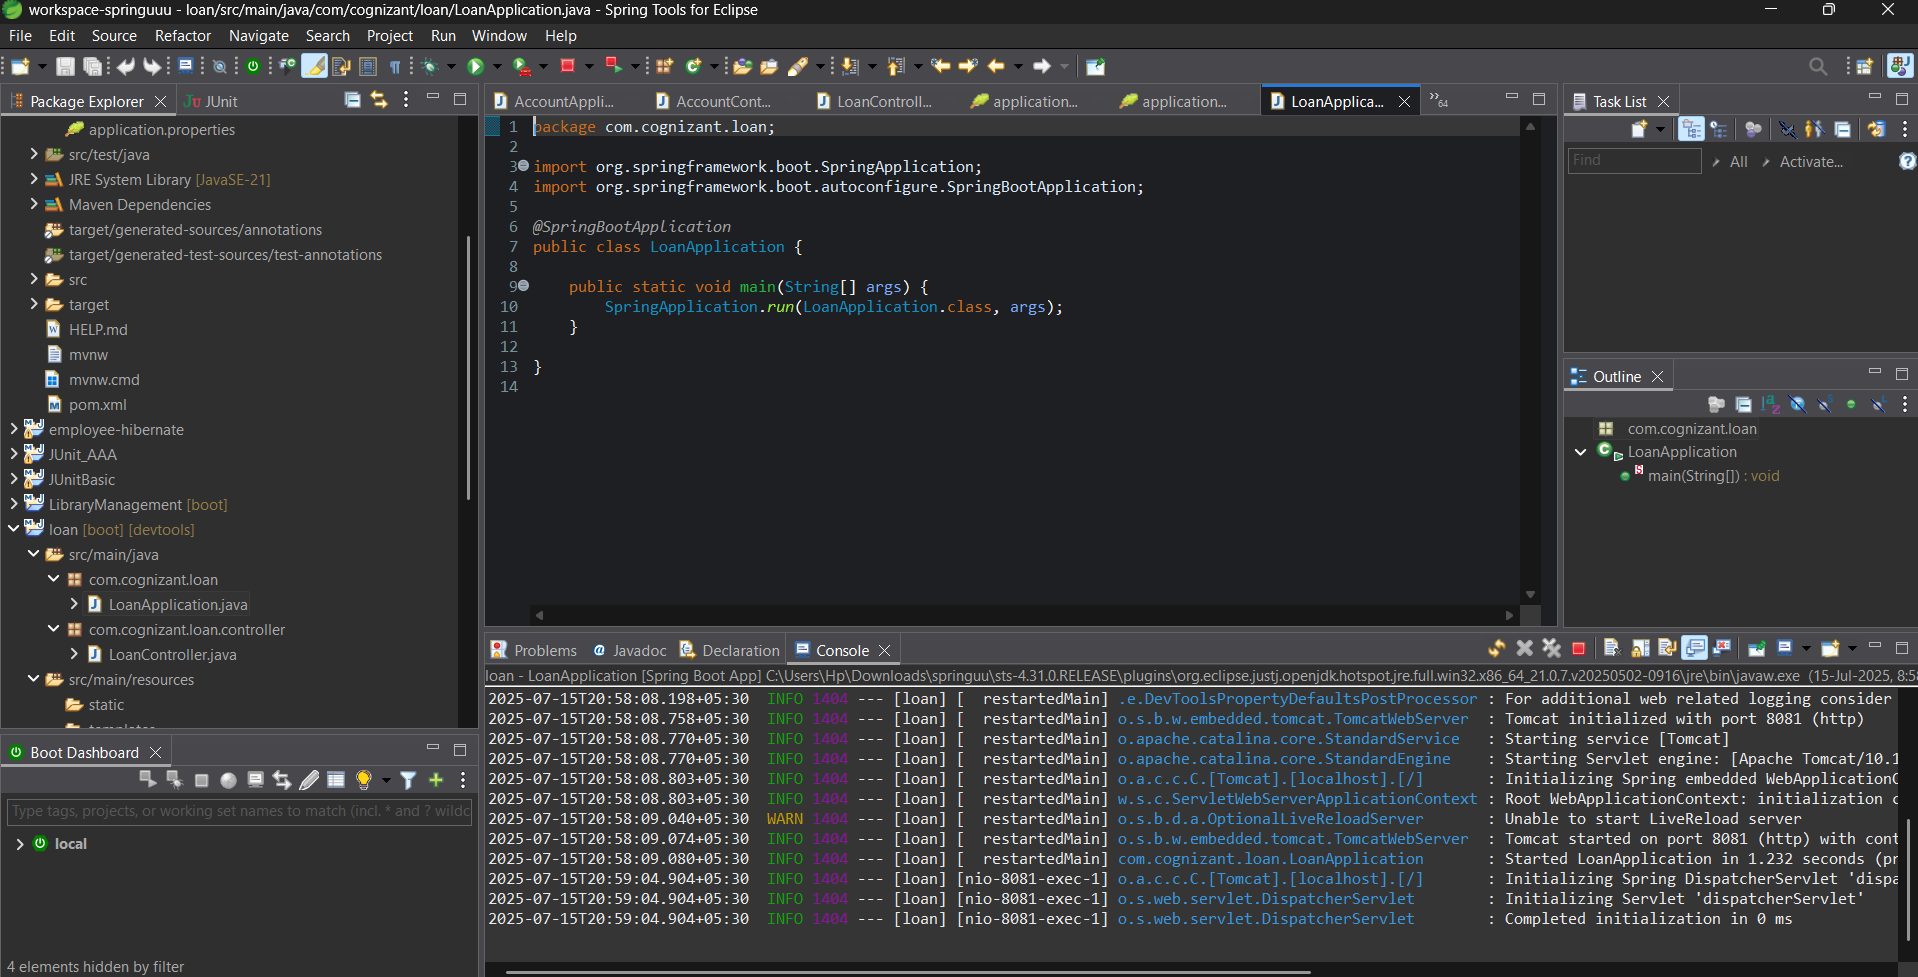 workspace-springuuu - loan/src/main/java/com/cognizant/loan/LoanApplication.java - Spring Tools for Eclipse
File Edit Source Refactor Navigate Search Project Run Window Help
Package Explorer
JUnit
application.properties
src/test/java
JRE System Library [JavaSE-21]
Maven Dependencies
target/generated-sources/annotations
target/generated-test-sources/test-annotations
src
target
HELP.md
mvnw
mvnw.cmd
pom.xml
employee-hibernate
JUnit_AAA
JUnitBasic
LibraryManagement [boot]
loan [boot] [devtools]
src/main/java
com.cognizant.loan
LoanApplication.java
com.cognizant.loan.controller
LoanController.java
src/main/resources
static
Boot Dashboard
Type tags, projects, or working set names to match (incl. * and ? wildc
local
4 elements hidden by filter
AccountAppli... AccountCont... LoanControll... application... application... LoanApplica... 64
1 package com.cognizant.loan;
2
3 import org.springframework.boot.SpringApplication;
4 import org.springframework.boot.autoconfigure.SpringBootApplication;
5
6 @SpringBootApplication
7 public class LoanApplication {
8
9 public static void main(String[] args) {
10 SpringApplication.run(LoanApplication.class, args);
11 }
12
13 }
14
Task List
Find
All
Activate...
Outline
com.cognizant.loan
LoanApplication
main(String[]) : void
Problems Javadoc Declaration Console
loan - LoanApplication [Spring Boot App] C:\Users\Hp\Downloads\springuu\sts-4.31.0.RELEASE\plugins\org.eclipse.justj.openjdk.hotspot.jre.full.win32.x86_64_21.0.7.v20250502-0916\jre\bin\javaw.exe (15-Jul-2025, 8:5
2025-07-15T20:58:08.198+05:30 INFO 1404 --- [loan] [ restartedMain] .e.DevToolsPropertyDefaultsPostProcessor : For additional web related logging consider
2025-07-15T20:58:08.758+05:30 INFO 1404 --- [loan] [ restartedMain] o.s.b.w.embedded.tomcat.TomcatWebServer : Tomcat initialized with port 8081 (http)
2025-07-15T20:58:08.770+05:30 INFO 1404 --- [loan] [ restartedMain] o.apache.catalina.core.StandardService : Starting service [Tomcat]
2025-07-15T20:58:08.770+05:30 INFO 1404 --- [loan] [ restartedMain] o.apache.catalina.core.StandardEngine : Starting Servlet engine: [Apache Tomcat/10.1
2025-07-15T20:58:08.803+05:30 INFO 1404 --- [loan] [ restartedMain] o.a.c.c.C.[Tomcat].[localhost].[/] : Initializing Spring embedded WebApplicationC
2025-07-15T20:58:08.803+05:30 INFO 1404 --- [loan] [ restartedMain] w.s.c.ServletWebServerApplicationContext : Root WebApplicationContext: initialization c
2025-07-15T20:58:09.040+05:30 WARN 1404 --- [loan] [ restartedMain] o.s.b.d.a.OptionalLiveReloadServer : Unable to start LiveReload server
2025-07-15T20:58:09.074+05:30 INFO 1404 --- [loan] [ restartedMain] o.s.b.w.embedded.tomcat.TomcatWebServer : Tomcat started on port 8081 (http) with cont
2025-07-15T20:58:09.080+05:30 INFO 1404 --- [loan] [ restartedMain] com.cognizant.loan.LoanApplication : Started LoanApplication in 1.232 seconds (pr
2025-07-15T20:59:04.904+05:30 INFO 1404 --- [loan] [nio-8081-exec-1] o.a.c.c.C.[Tomcat].[localhost].[/] : Initializing Spring DispatcherServlet 'dispa
2025-07-15T20:59:04.904+05:30 INFO 1404 --- [loan] [nio-8081-exec-1] o.s.web.servlet.DispatcherServlet : Initializing Servlet 'dispatcherServlet'
2025-07-15T20:59:04.904+05:30 INFO 1404 --- [loan] [nio-8081-exec-1] o.s.web.servlet.DispatcherServlet : Completed initialization in 0 ms